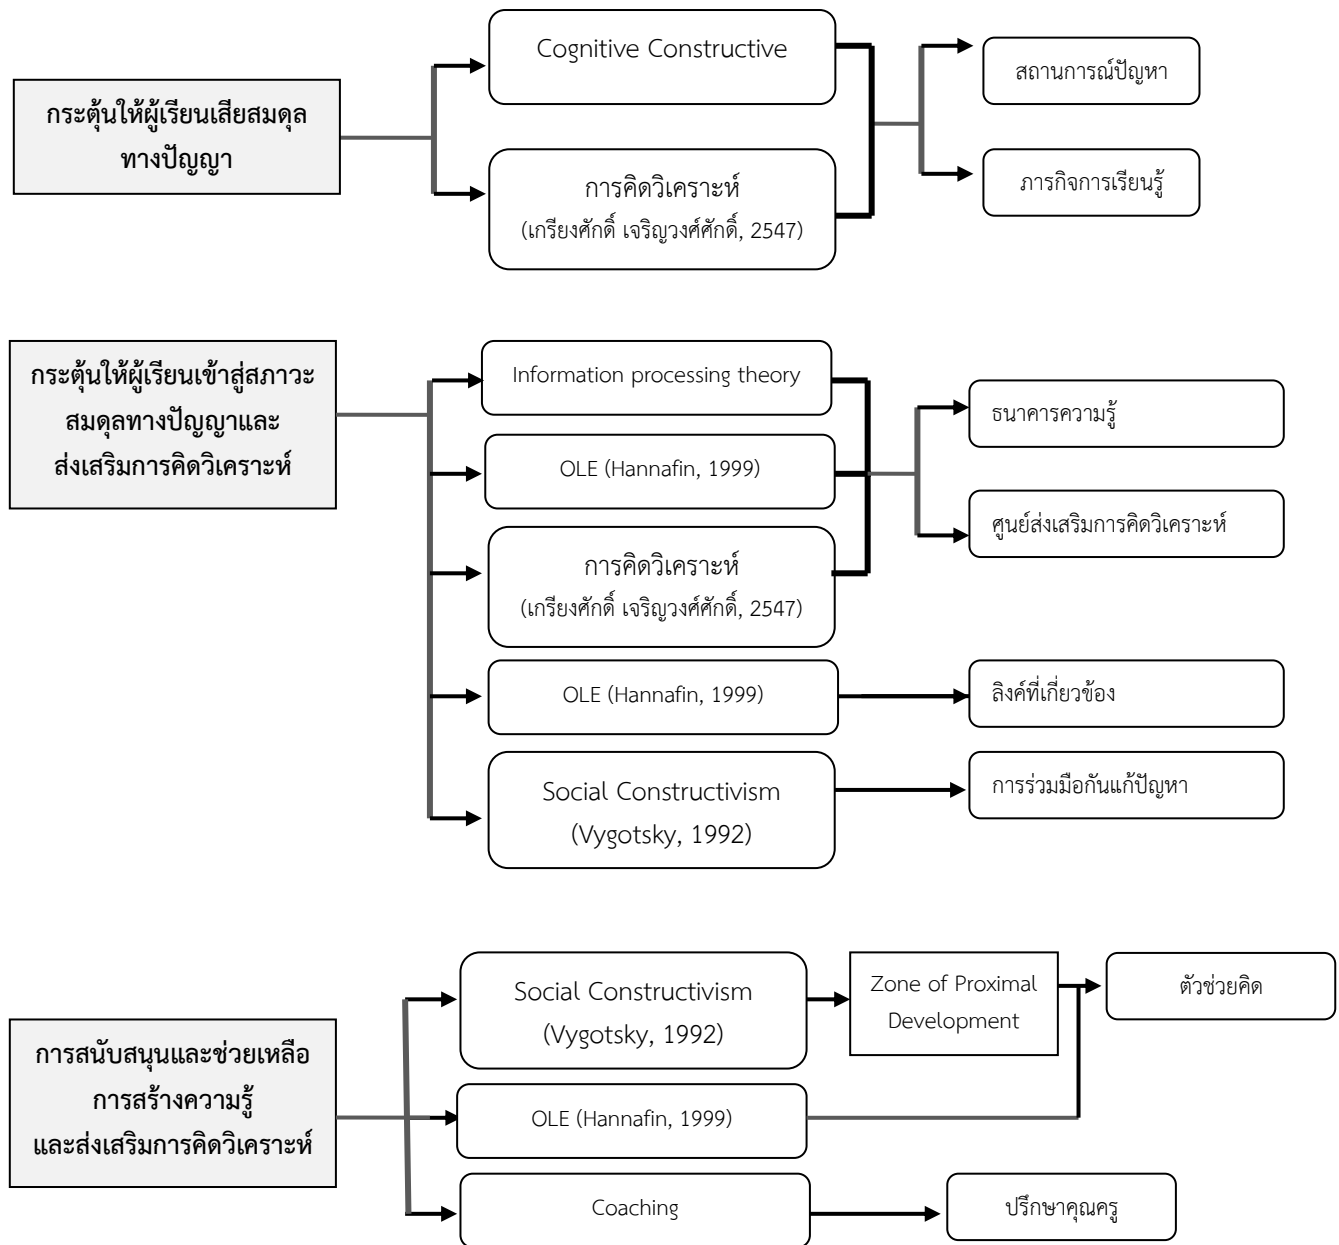 กระตุ้นให้ผู้เรียนเสียสมดุล
ทางปัญญา
Cognitive Constructive
การคิดวิเคราะห์
(เกรียงศักดิ์ เจริญวงศ์ศักดิ์, 2547)
สถานการณ์ปัญหา
ภารกิจการเรียนรู้
กระตุ้นให้ผู้เรียนเข้าสู่สภาวะ
สมดุลทางปัญญาและ
ส่งเสริมการคิดวิเคราะห์
Information processing theory
OLE (Hannafin, 1999)
การคิดวิเคราะห์
(เกรียงศักดิ์ เจริญวงศ์ศักดิ์, 2547)
OLE (Hannafin, 1999)
Social Constructivism
(Vygotsky, 1992)
ธนาคารความรู้
ศูนย์ส่งเสริมการคิดวิเคราะห์
ลิงค์ที่เกี่ยวข้อง
การร่วมมือกันแก้ปัญหา
การสนับสนุนและช่วยเหลือ
การสร้างความรู้
และส่งเสริมการคิดวิเคราะห์
Social Constructivism
(Vygotsky, 1992)
Zone of Proximal
Development
ตัวช่วยคิด
OLE (Hannafin, 1999)
Coaching
ปรึกษาคุณครู